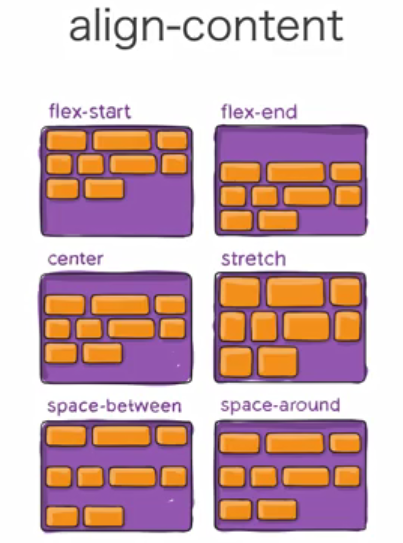 align-content
flex-start
flex-end
center
stretch
space-between
space-around